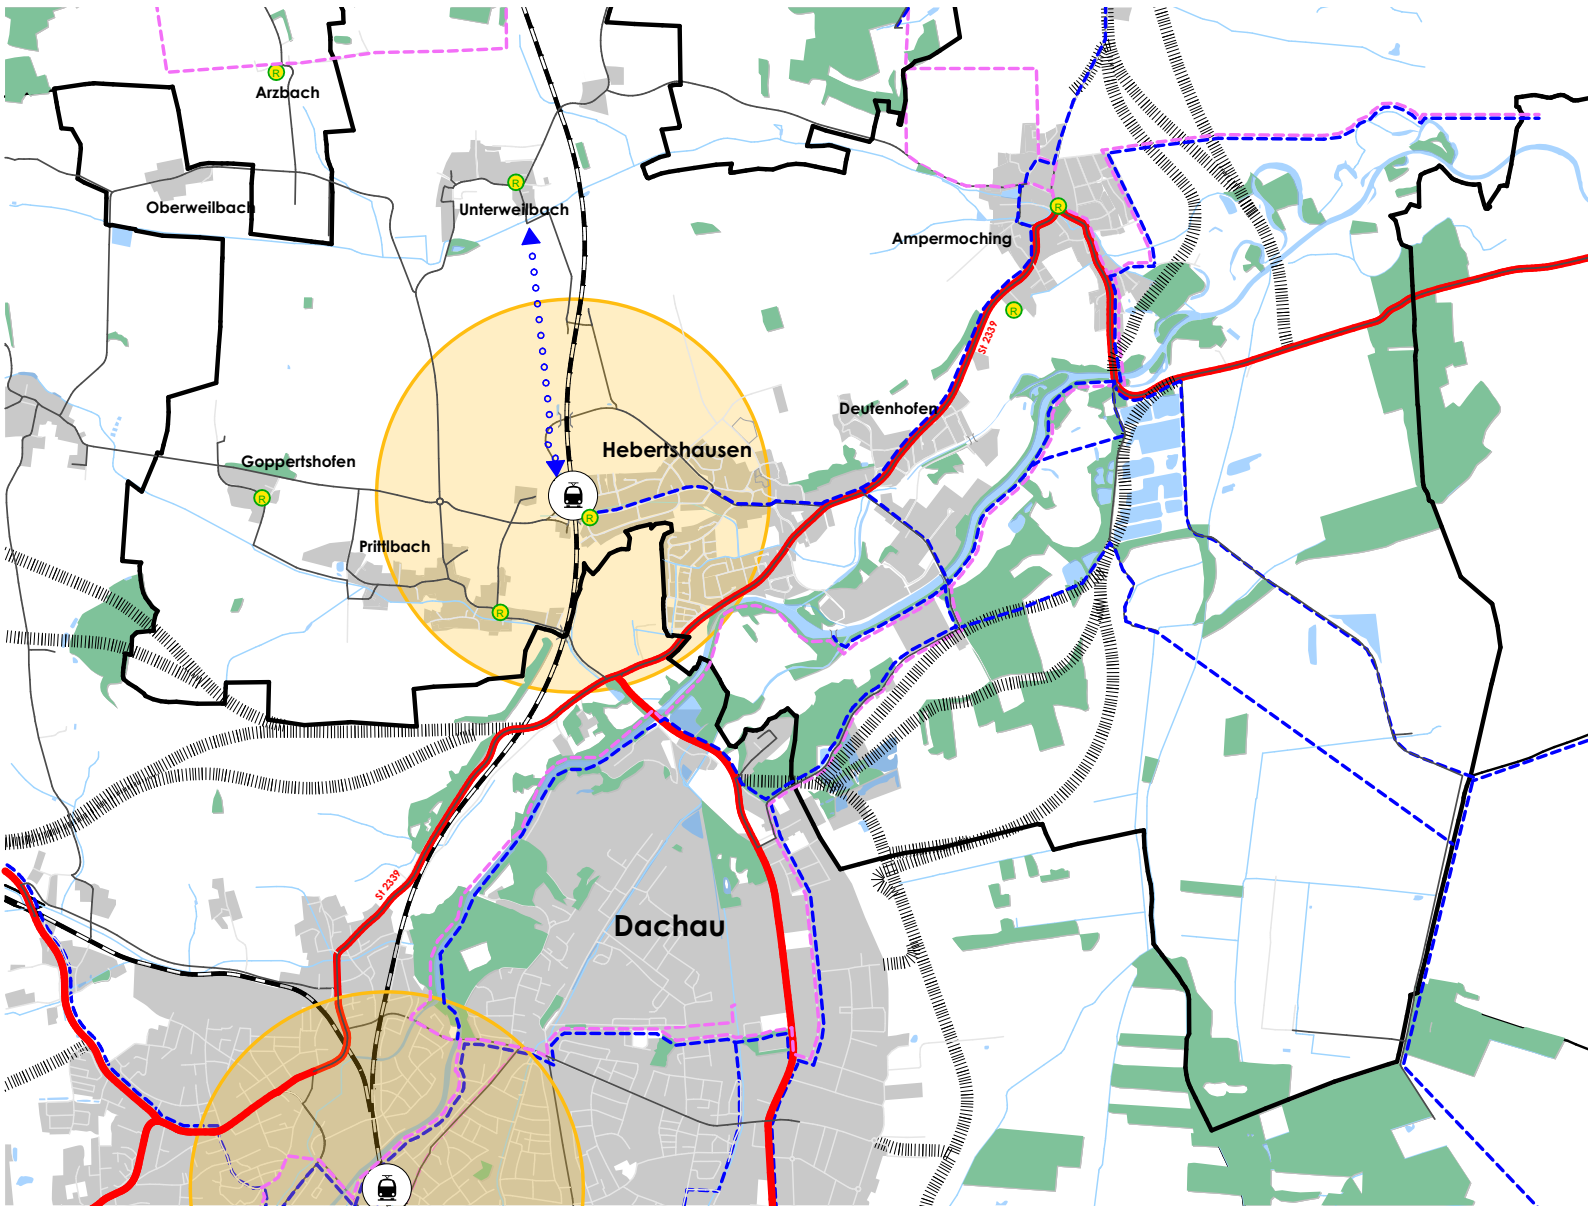 R
Arzbach
R
Oberweilbach
Unterweilbach
R
Ampermoching
R
St 2339
Deutenhofen
Hebertshausen
Goppertshofen
R
R
Prittlbach
R
St 2339
Dachau